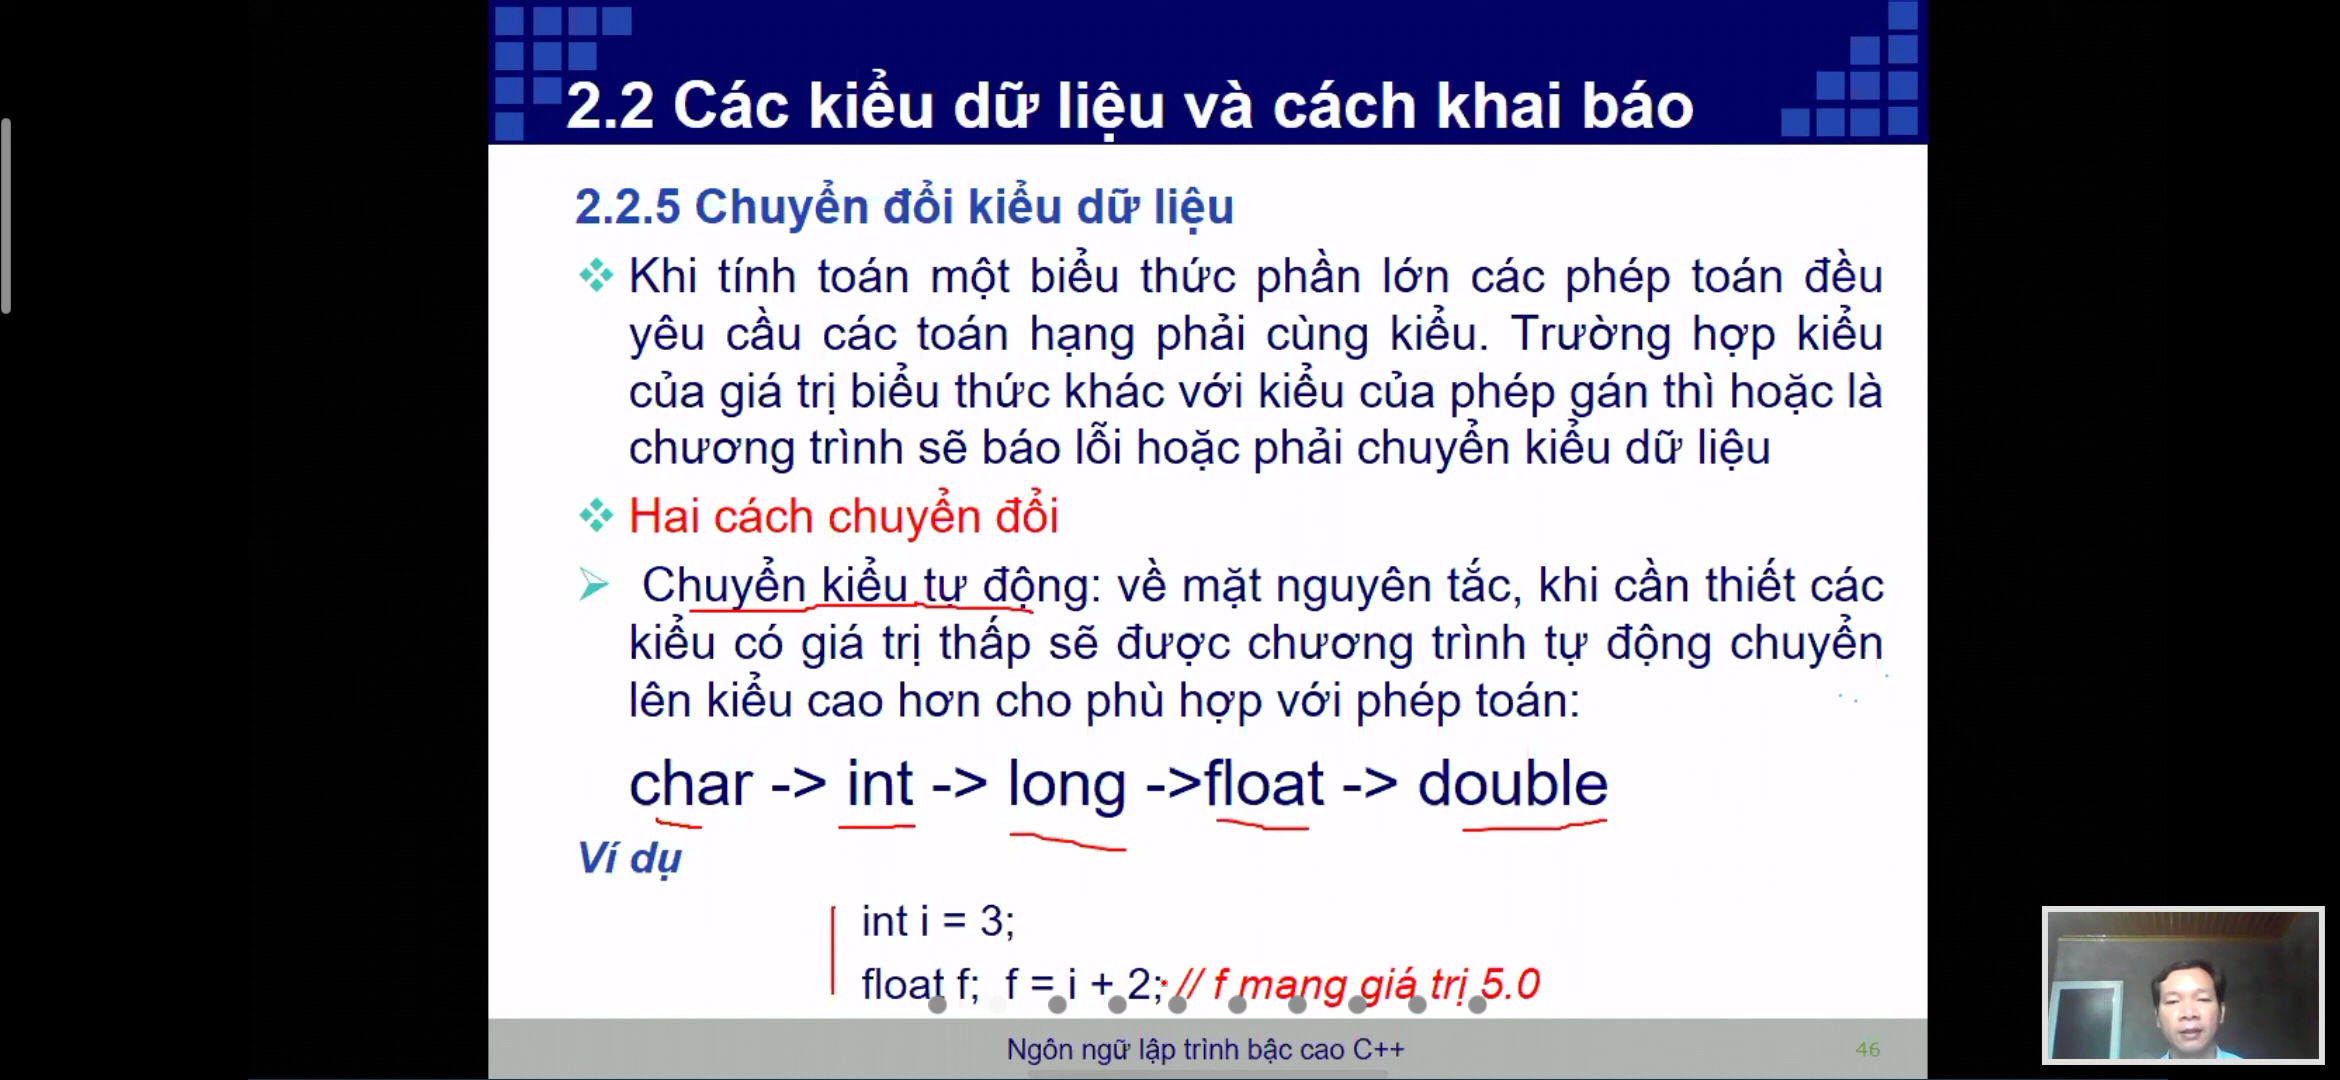 2.2 Các kiểu dữ liệu và cách khai báo
2.2.5 Chuyển đổi kiểu dữ liệu
Khi tính toán một biểu thức phần lớn các phép toán đều
yêu cầu các toán hạng phải cùng kiểu. Trường hợp kiểu
của giá trị biểu thức khác với kiểu của phép gán thì hoặc là
chương trình sẽ báo lỗi hoặc phải chuyển kiểu dữ liệu
Hai cách chuyển đổi
Chuyển kiểu tự động: về mặt nguyên tắc, khi cần thiết các
kiểu có giá trị thấp sẽ được chương trình tự động chuyển
lên kiểu cao hơn cho phù hợp với phép toán:
char -> int -> long ->float -> double
Ví dụ
int i = 3;
float f; f = i + 2; // f mang giá trị 5.0
Ngôn ngữ lập trình bậc cao C++
46